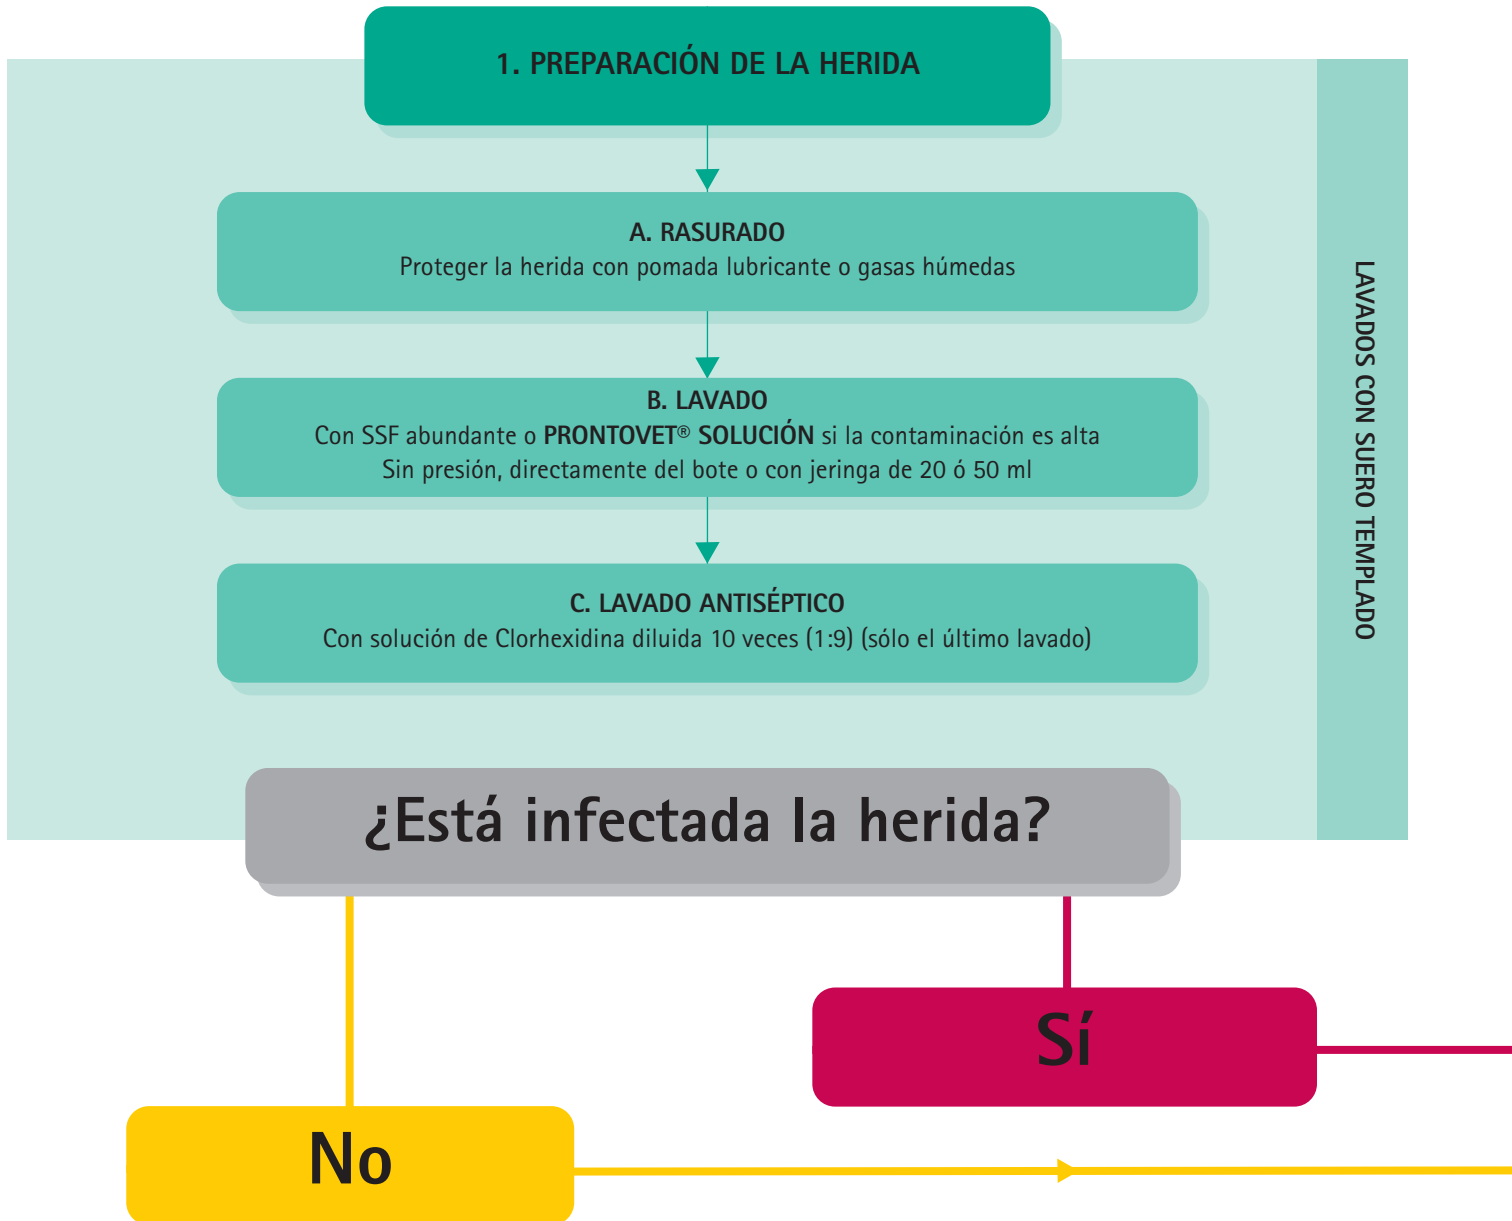 1. PREPARACIÓN DE LA HERIDA
A. RASURADO
Proteger la herida con pomada lubricante o gasas húmedas
B. LAVADO
Con SSF abundante o PRONTOVET® SOLUCIÓN si la contaminación es alta
Sin presión, directamente del bote o con jeringa de 20 ó 50 ml
C. LAVADO ANTISÉPTICO
Con solución de Clorhexidina diluida 10 veces (1:9) (sólo el último lavado)
LAVADOS CON SUERO TEMPLADO
¿Está infectada la herida?
Sí
No